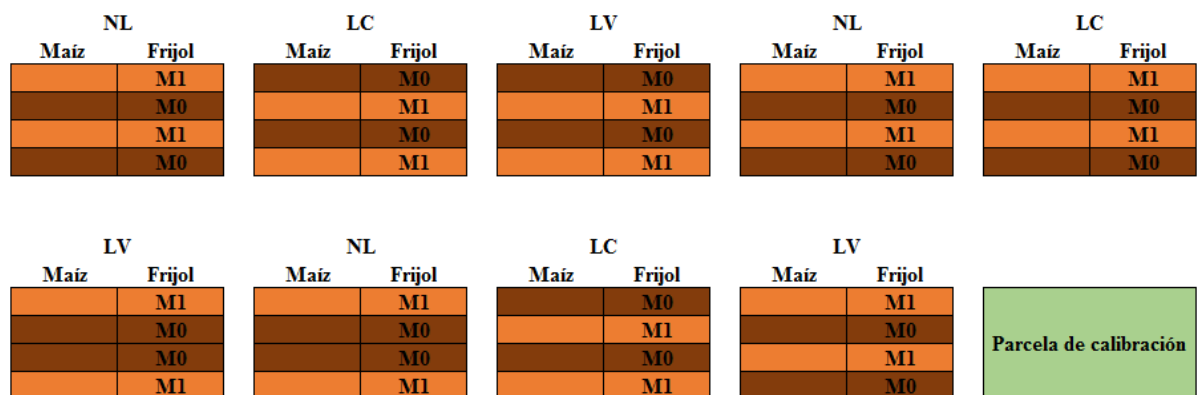 NL LC LV NL LC
Maíz Frijol Maíz Frijol Maíz Frijol Maíz Frijol Maíz Frijol
M1 M0 M0 M1 M1
M0 M1 M1 M0 M0
M1 M0 M0 M1 M1
M0 M1 M1 M0 M0
LV NL LC LV
Maíz Frijol Maíz Frijol Maíz Frijol Maíz Frijol
M1 M1 M0 M1
M0 M0 M1 M0
M0 M0 M0 M1 Parcela de calibración
M1 M1 M1 M0